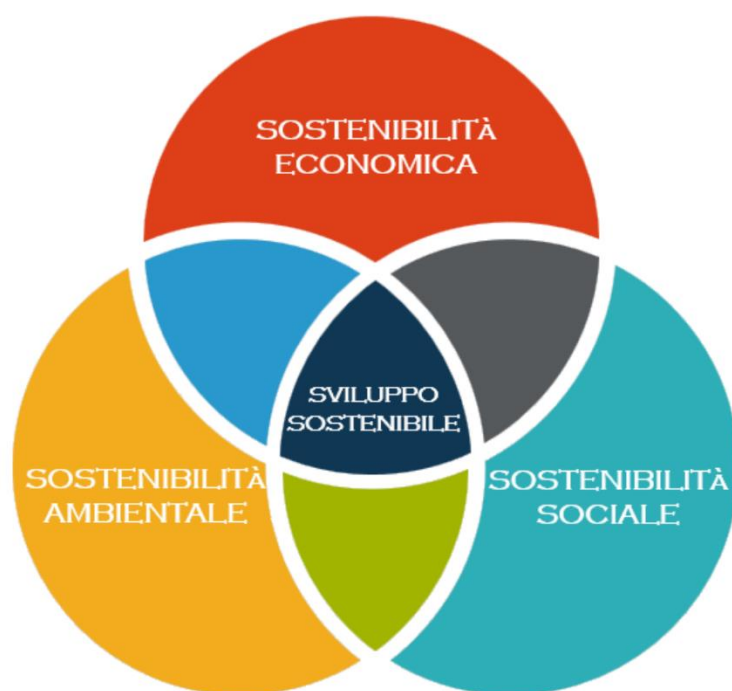 SOSTENIBILITÀ
ECONOMICA
SVILUPPO
SOSTENIBILE
SOSTENIBILITÀ
AMBIENTALE
SOSTENIBILITÀ
SOCIALE